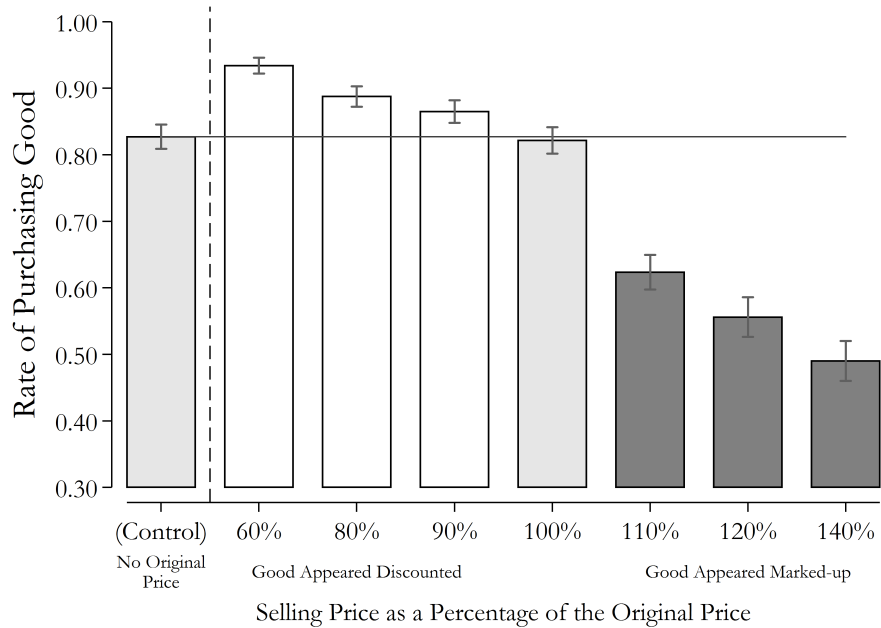 Rate of Purchasing Good
1.00
0.90
0.80
0.70
0.60
0.50
0.40
0.30
(Control) 60% 80% 90% 100% 110% 120% 140%
No Original
Price
Good Appeared Discounted
Good Appeared Marked-up
Selling Price as a Percentage of the Original Price